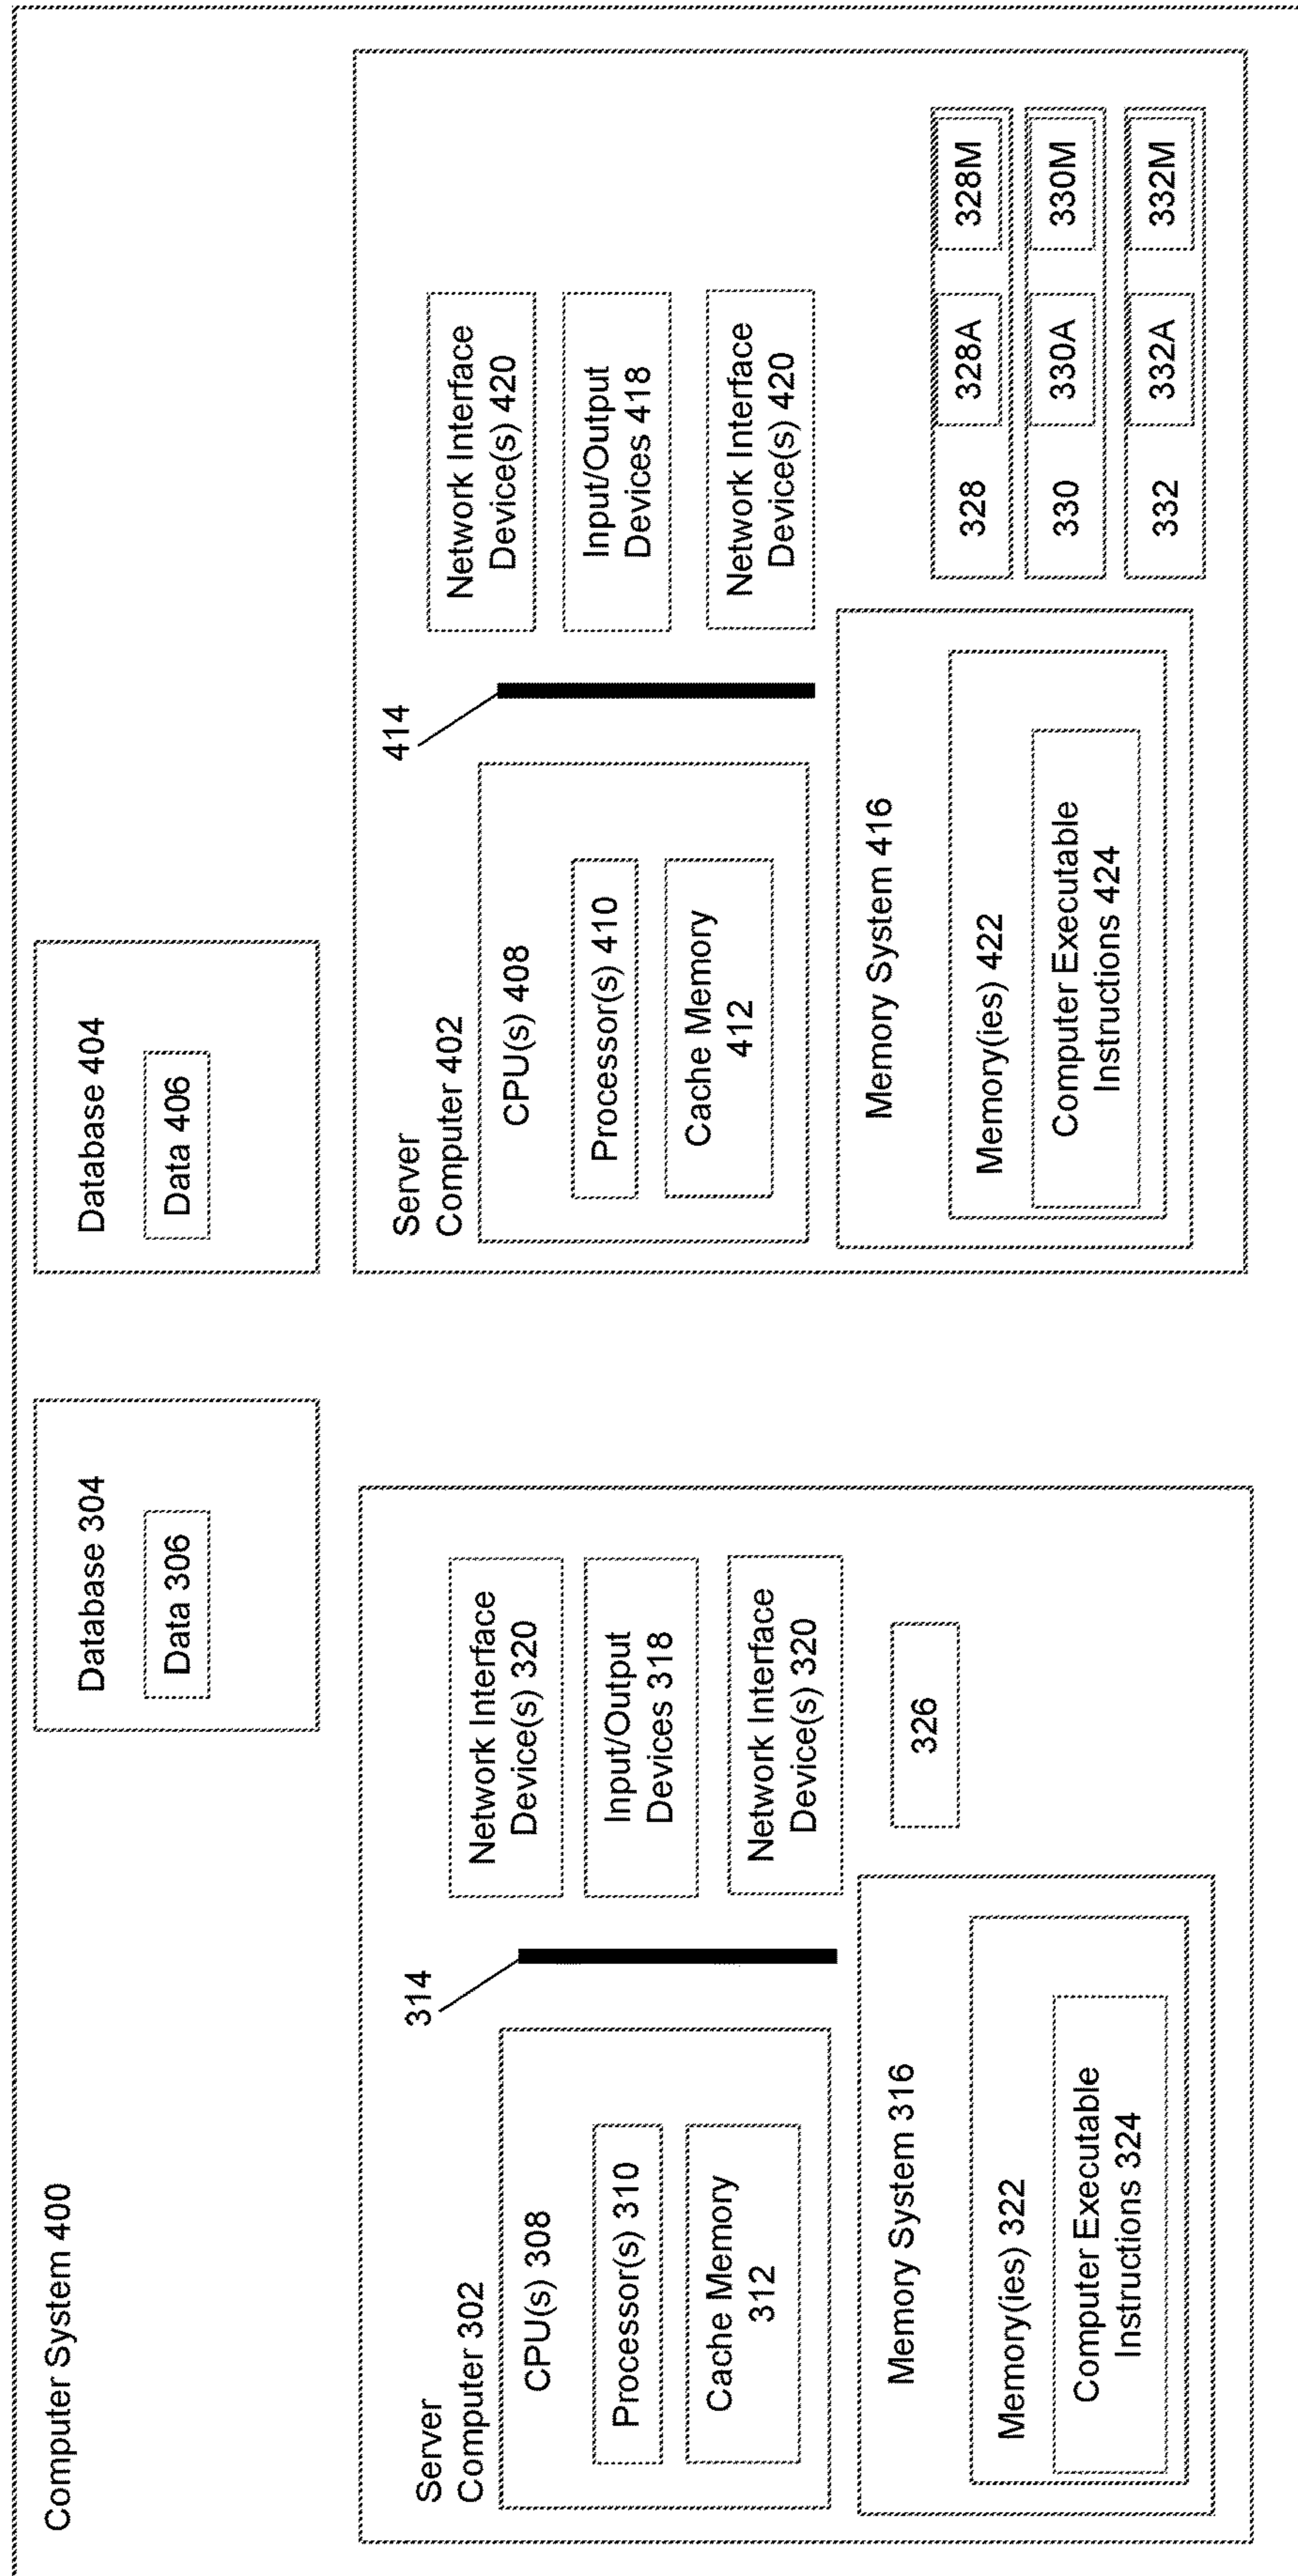 Computer System 400
Database 304
Data 306
Database 404
Data 406
Server
Computer 302
314
CPU(s) 308
Processor(s) 310
Cache Memory
312
Network Interface
Device(s) 320
Input/Output
Devices 318
Network Interface
Device(s) 320
Memory System 316
Memory(ies) 322
Computer Executable
Instructions 324
326
Server
Computer 402
414
CPU(s) 408
Processor(s) 410
Cache Memory
412
Network Interface
Device(s) 420
Input/Output
Devices 418
Network Interface
Device(s) 420
Memory System 416
Memory(ies) 422
Computer Executable
Instructions 424
328 328A 328M
330 330A 330M
332 332A 332M